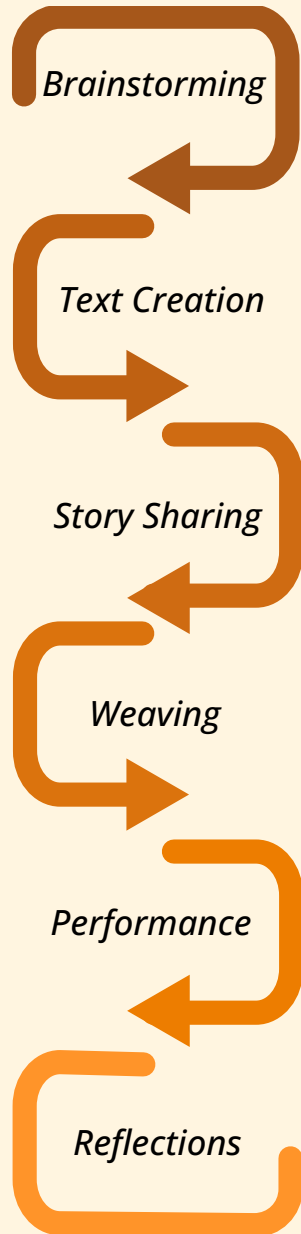 Brainstorming
Text Creation
Story Sharing
Weaving
Performance
Reflections